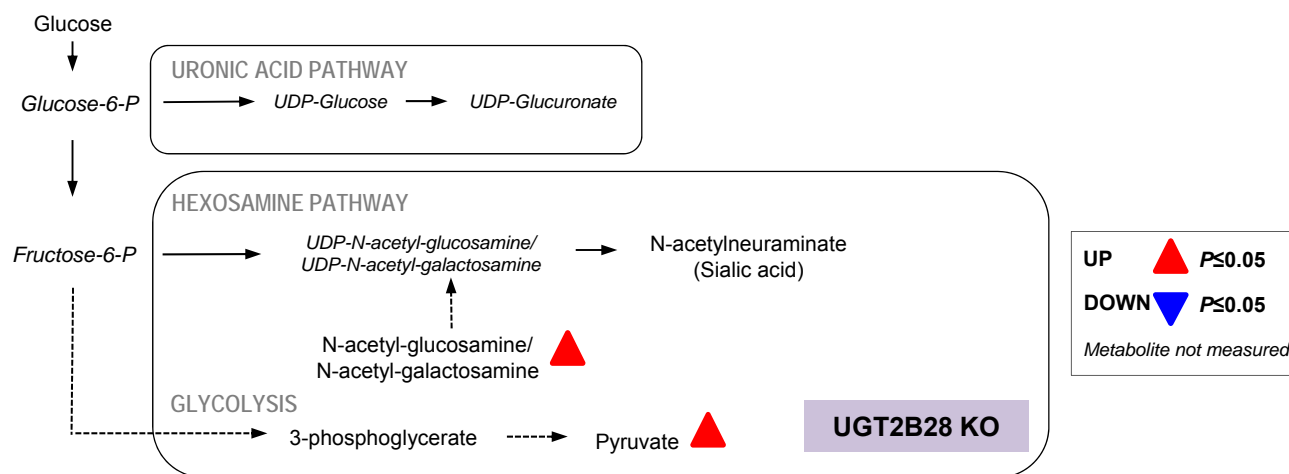 Glucose
URONIC ACID PATHWAY
Glucose-6-P
UDP-Glucose
UDP-Glucuronate
HEXOSAMINE PATHWAY
Fructose-6-P
UDP-N-acetyl-glucosamine/
UDP-N-acetyl-galactosamine
N-acetylneuraminate
(Sialic acid)
N-acetyl-glucosamine/
N-acetyl-galactosamine
GLYCOLYSIS
3-phosphoglycerate
Pyruvate
UGT2B28 KO
UP P≤0.05
DOWN P≤0.05
Metabolite not measured